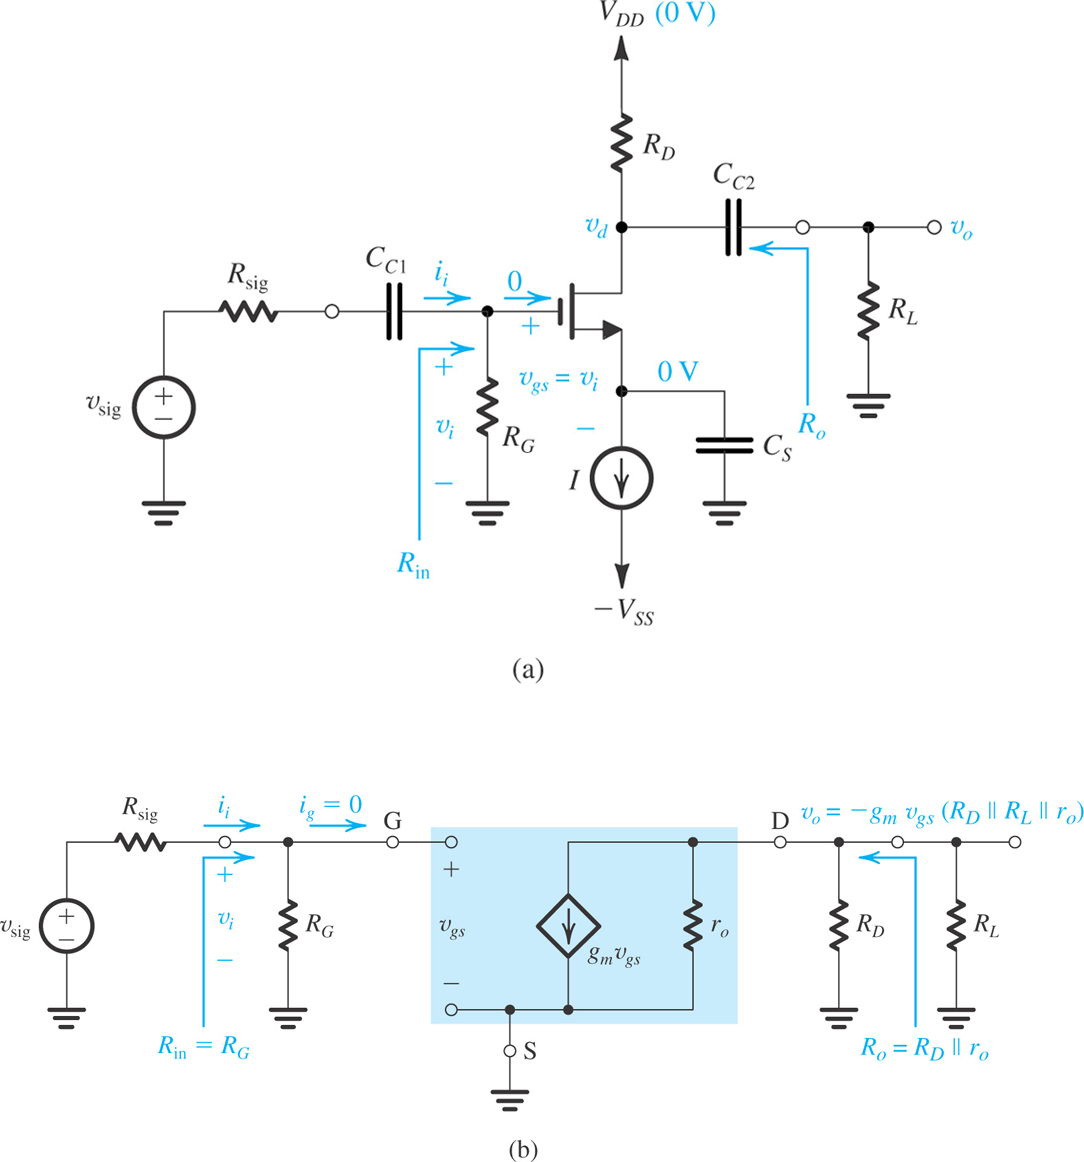 V_DD (0 V)
R_D
C_C2
v_d
v_o
C_C1
R_sig
i_i
0
R_L
+
+
0 V
v_gs = v_i
+
−
v_sig
v_i
R_G
−
R_o
C_S
I
−
R_in
−V_SS
(a)
R_sig
i_i
i_g = 0
G
D
v_o = −g_m v_gs (R_D || R_L || r_o)
+
+
+
−
v_sig
v_i
R_G
v_gs
r_o
R_D
R_L
g_m v_gs
−
−
R_in = R_G
S
R_o = R_D || r_o
(b)